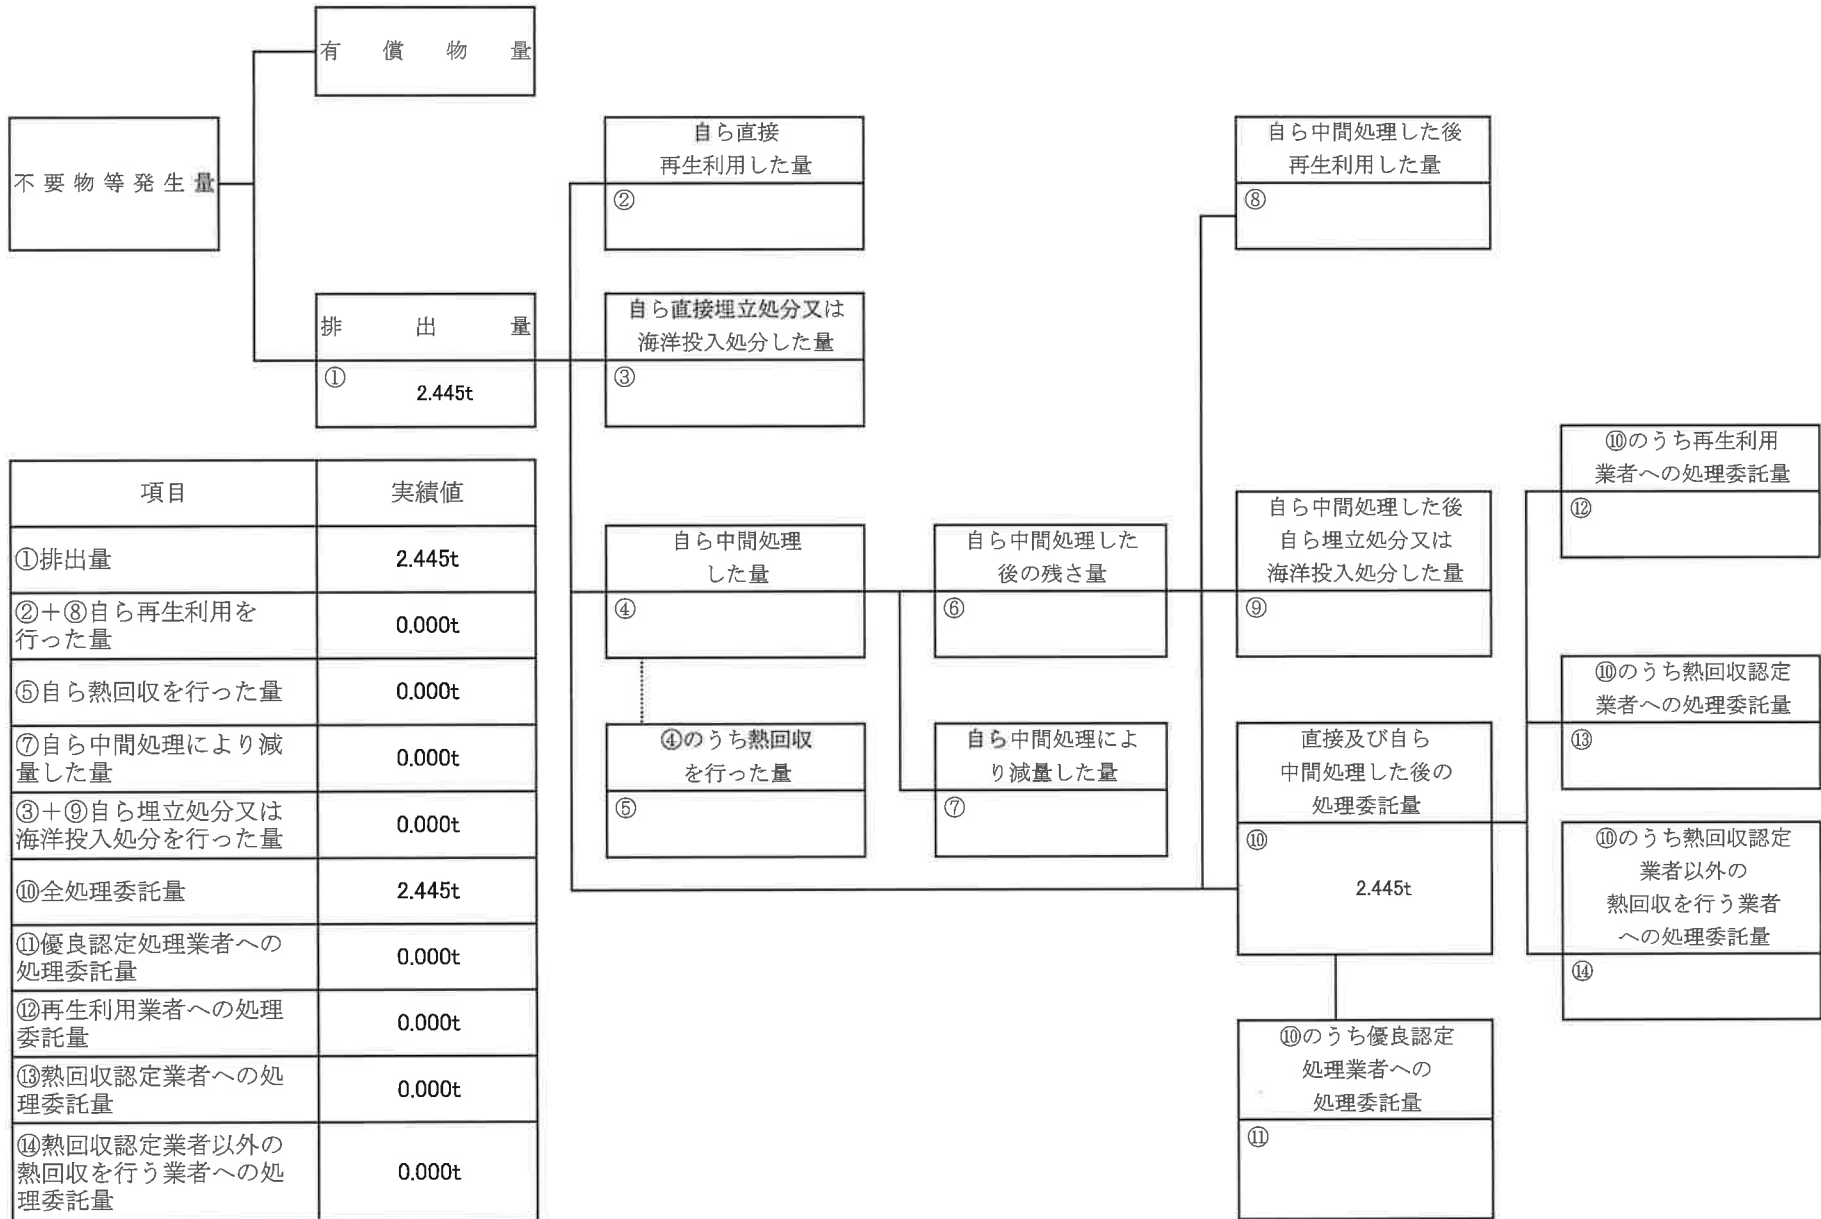 有償物量
不要物等発生量
排出量
①
2.445t
自ら直接
再生利用した量
②
自ら直接埋立処分又は
海洋投入処分した量
③
自ら中間処理
した量
④
④のうち熱回収
を行った量
⑤
自ら中間処理した
後の残さ量
⑥
自ら中間処理によ
り減量した量
⑦
自ら中間処理した後
再生利用した量
⑧
自ら中間処理した後
自ら埋立処分又は
海洋投入処分した量
⑨
直接及び自ら
中間処理した後の
処理委託量
⑩
2.445t
⑩のうち優良認定
処理業者への
処理委託量
⑪
⑩のうち再生利用
業者への処理委託量
⑫
⑩のうち熱回収認定
業者への処理委託量
⑬
⑩のうち熱回収認定
業者以外の
熱回収を行う業者
への処理委託量
⑭
項目 実績値
①排出量 2.445t
②+⑧自ら再生利用を
行った量 0.000t
⑤自ら熱回収を行った量 0.000t
⑦自ら中間処理により減
量した量 0.000t
③+⑨自ら埋立処分又は
海洋投入処分を行った量 0.000t
⑩全処理委託量 2.445t
⑪優良認定処理業者への
処理委託量 0.000t
⑫再生利用業者への処理
委託量 0.000t
⑬熱回収認定業者への処
理委託量 0.000t
⑭熱回収認定業者以外の
熱回収を行う業者への処
理委託量 0.000t